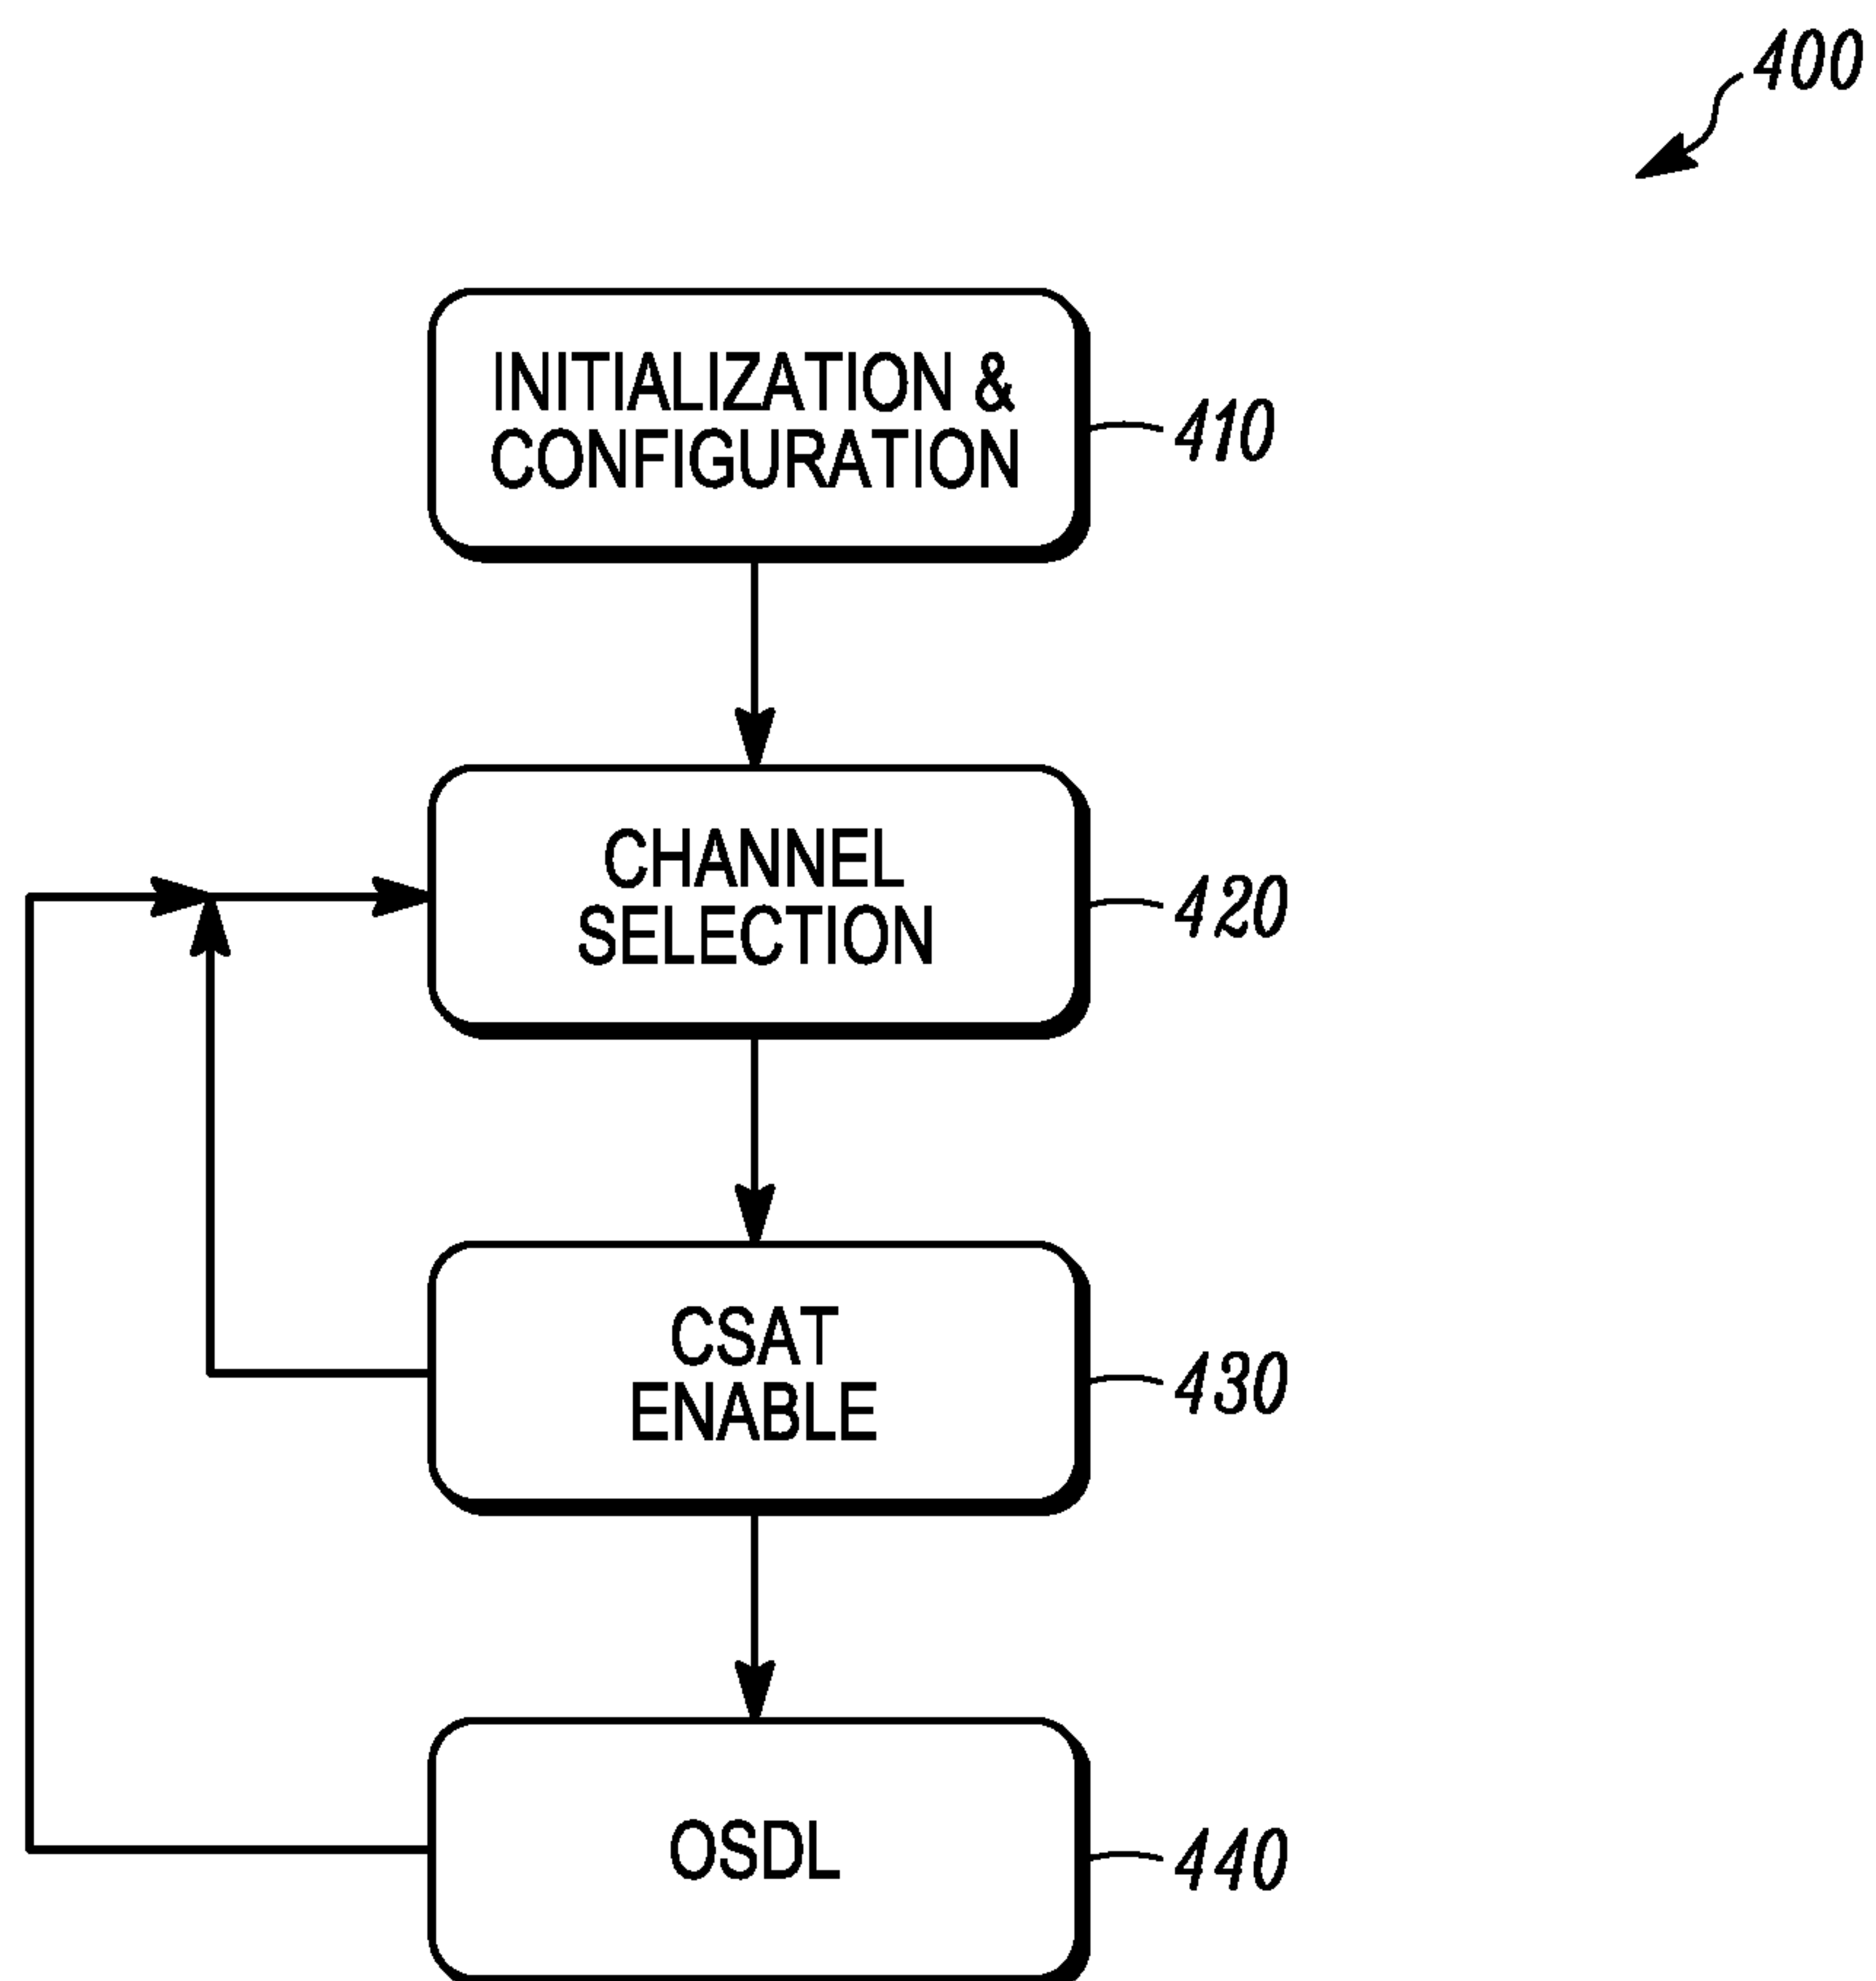 400
INITIALIZATION &
CONFIGURATION
410
CHANNEL
SELECTION
420
CSAT
ENABLE
430
OSDL
440